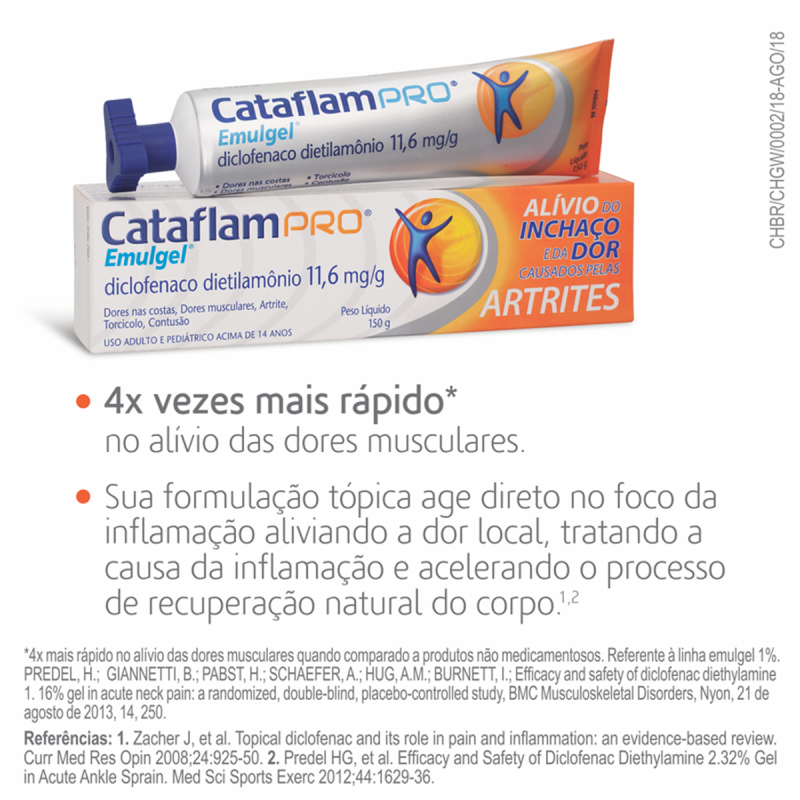 CataflamPRO®
Emulgel®
diclofenaco dietilamônio 11,6 mg/g
• Dores nas costas • Torcicolo
• Dores musculares • Contusão
Peso
Líquido
150 g
CataflamPRO®
Emulgel®
diclofenaco dietilamônio 11,6 mg/g
Dores nas costas, Dores musculares, Artrite,
Torcicolo, Contusão
Peso Líquido
150 g
USO ADULTO E PEDIÁTRICO ACIMA DE 14 ANOS
ALÍVIO DO
INCHAÇO
E DA DOR
CAUSADOS PELAS
ARTRITES
CHBR/CHGW/0002/18-AGO/18
• 4x vezes mais rápido*
no alívio das dores musculares.
• Sua formulação tópica age direto no foco da
inflamação aliviando a dor local, tratando a
causa da inflamação e acelerando o processo
de recuperação natural do corpo.1,2
*4x mais rápido no alívio das dores musculares quando comparado a produtos não medicamentosos. Referente à linha emulgel 1%.
PREDEL, H.; GIANNETTI, B.; PABST, H.; SCHAEFER, A.; HUG, A.M.; BURNETT, I.; Efficacy and safety of diclofenac diethylamine
1. 16% gel in acute neck pain: a randomized, double-blind, placebo-controlled study, BMC Musculoskeletal Disorders, Nyon, 21 de
agosto de 2013, 14, 250.
Referências: 1. Zacher J, et al. Topical diclofenac and its role in pain and inflammation: an evidence-based review.
Curr Med Res Opin 2008;24:925-50. 2. Predel HG, et al. Efficacy and Safety of Diclofenac Diethylamine 2.32% Gel
in Acute Ankle Sprain. Med Sci Sports Exerc 2012;44:1629-36.